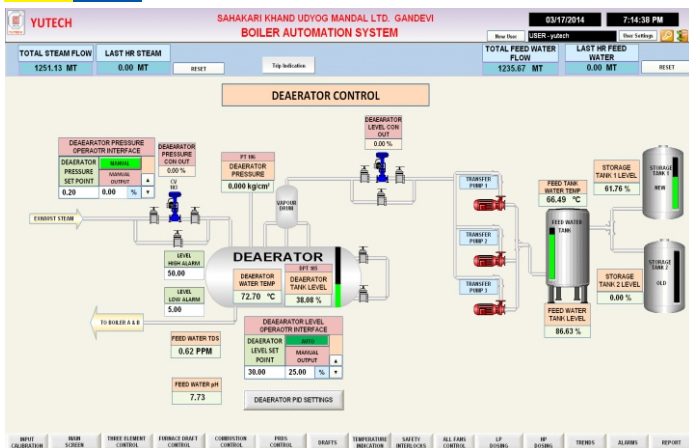 YUTECH
SAHAKARI KHAND UDYOG MANDAL LTD. GANDEVI
BOILER AUTOMATION SYSTEM
03/17/2014
7:14:38 PM
New User
USER - yutech
User Settings
TOTAL STEAM FLOW
1251.13 MT
LAST HR STEAM
0.00 MT
RESET
Trip Indication
TOTAL FEED WATER
FLOW
1235.67 MT
LAST HR FEED
WATER
0.00 MT
RESET
DEAERATOR CONTROL
DEAEARATOR PRESSURE
OPERAOTR INTERFACE
DEAERATOR
PRESSURE
SET POINT
0.20
MANUAL
MANUAL
OUTPUT
0.00 %
DEAEARATOR
PRESSURE
CON OUT
0.00 %
CV
PT 106
DEAERATOR
PRESSURE
0.000 kg/cm²
VAPOUR
DRUM
DEAEARATOR
LEVEL CON
OUT
0.00 %
TRANSFER
PUMP 1
TRANSFER
PUMP 2
TRANSFER
PUMP 3
FEED TANK
WATER TEMP
66.49 ºC
FEED WATER
TANK
FEED WATER
TANK LEVEL
86.63 %
STORAGE
TANK 1 LEVEL
61.76 %
STORAGE
TANK 1
NEW
STORAGE
TANK 2 LEVEL
0.00 %
STORAGE
TANK 2
OLD
EXHUST STEAM
LEVEL
HIGH ALARM
50.00
LEVEL
LOW ALARM
5.00
DEAERATOR
DEAERATOR
WATER TEMP
72.70 ºC
DPT 105
DEAERATOR
TANK LEVEL
38.08 %
TO BOILER A & B
FEED WATER TDS
0.62 PPM
FEED WATER pH
7.73
DEAEARATOR LEVEL
OPERAOTR INTERFACE
DEAERATOR
LEVEL SET
POINT
30.00
AUTO
MANUAL
OUTPUT
25.00 %
DEAERATOR PID SETTINGS
INPUT
CALIBRATION
MAIN
SCREEN
THREE ELEMENT
CONTROL
FURNACE DRAFT
CONTROL
COMBUSTION
CONTROL
PRDS
CONTROL
DRAFTS
TEMPERATURE
INDICATION
SAFETY
INTERLOCKS
ALL FANS
CONTROL
LP
DOSING
HP
DOSING
TRENDS
ALARMS
REPORT